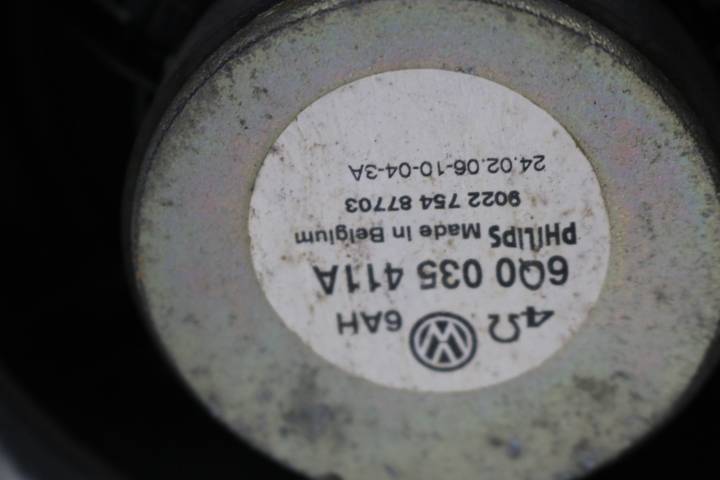 4Ω 6AH
6Q0 035 411A
PHILIPS Made in Belgium
9022 754 87703
24.02.06-10-04-3A